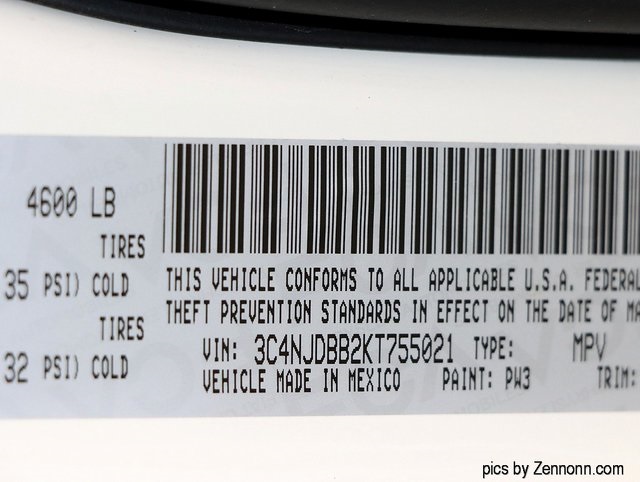 4600 LB
TIRES
35 PSI) COLD
TIRES
32 PSI) COLD
THIS VEHICLE CONFORMS TO ALL APPLICABLE U.S.A. FEDERAL
THEFT PREVENTION STANDARDS IN EFFECT ON THE DATE OF MA
VIN: 3C4NJDBB2KT755021 TYPE: MPV
VEHICLE MADE IN MEXICO PAINT: PW3 TRIM:
pics by Zennonn.com